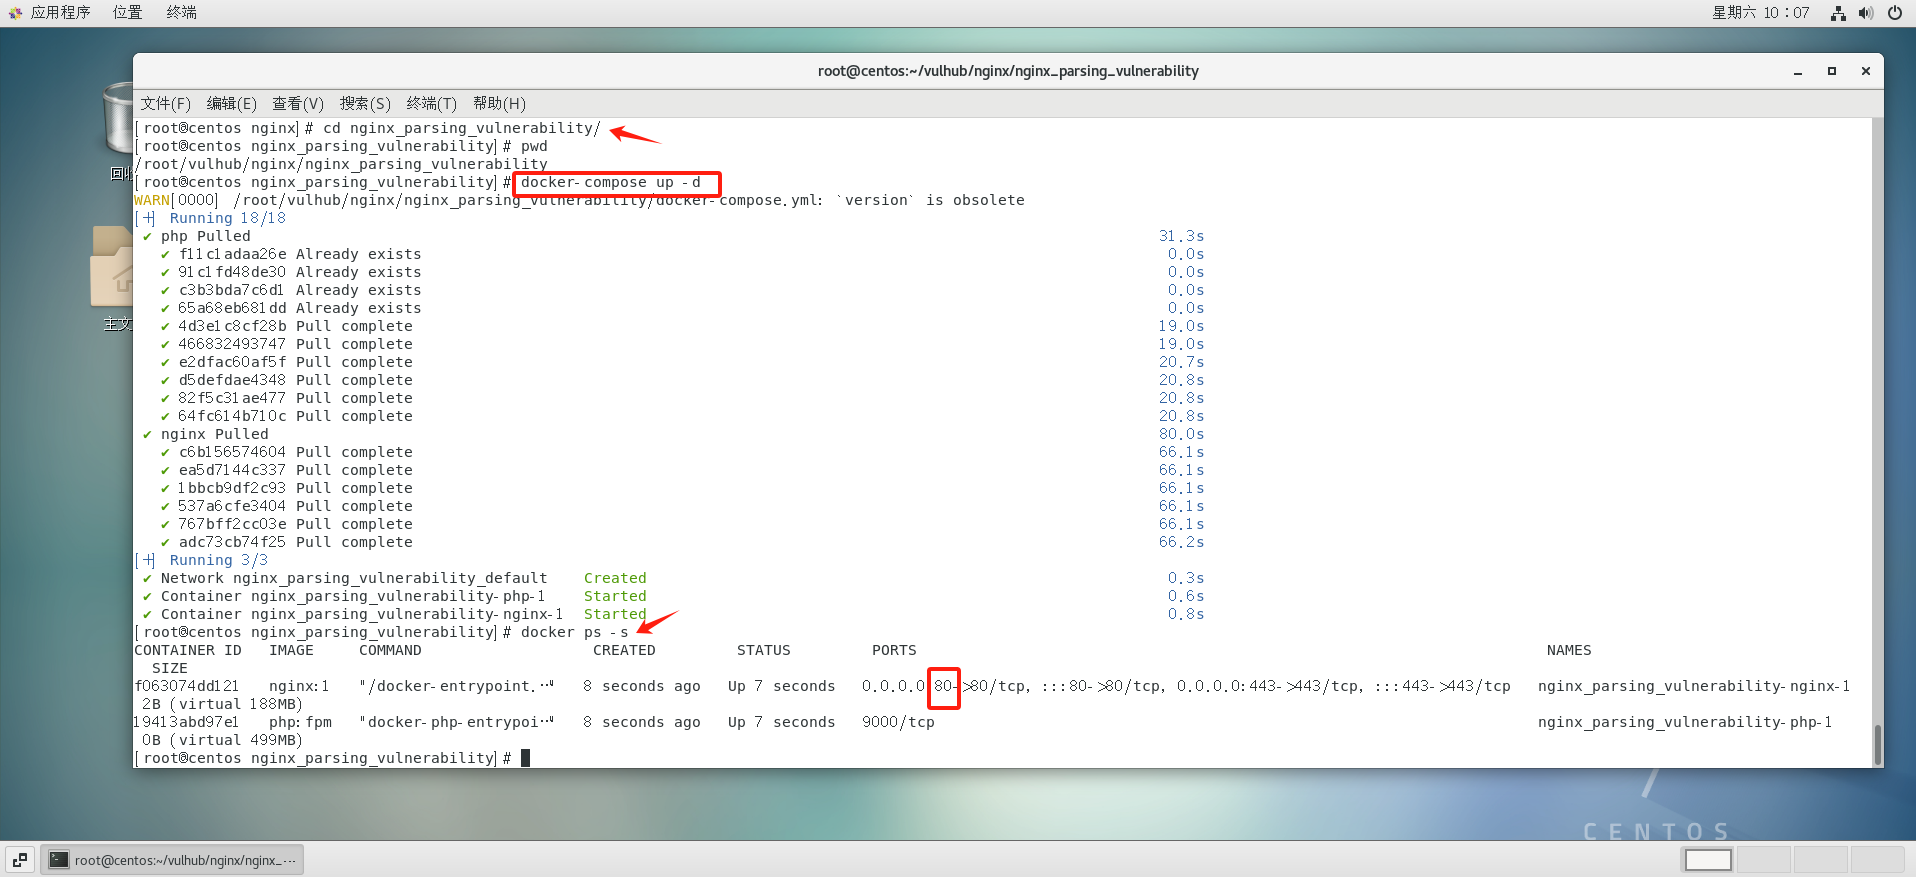 应用程序 位置 终端 星期六 10：07
root@centos:~/vulhub/nginx/nginx_parsing_vulnerability
文件(F) 编辑(E) 查看(V) 搜索(S) 终端(T) 帮助(H)
[root@centos nginx]# cd nginx_parsing_vulnerability/
[root@centos nginx_parsing_vulnerability]# pwd
/root/vulhub/nginx/nginx_parsing_vulnerability
[root@centos nginx_parsing_vulnerability]# docker-compose up -d
WARN[0000] /root/vulhub/nginx/nginx_parsing_vulnerability/docker-compose.yml: `version` is obsolete
[+] Running 18/18
✔ php Pulled 31.3s
✔ f11c1adaa26e Already exists 0.0s
✔ 91c1fd48de30 Already exists 0.0s
✔ c3b3bda7c6d1 Already exists 0.0s
✔ 65a68eb681dd Already exists 0.0s
✔ 4d3e1c8cf28b Pull complete 19.0s
✔ 466832493747 Pull complete 19.0s
✔ e2dfac60af5f Pull complete 20.7s
✔ d5defdae4348 Pull complete 20.8s
✔ 82f5c31ae477 Pull complete 20.8s
✔ 64fc614b710c Pull complete 20.8s
✔ nginx Pulled 80.0s
✔ c6b156574604 Pull complete 66.1s
✔ ea5d7144c337 Pull complete 66.1s
✔ 1bbcb9df2c93 Pull complete 66.1s
✔ 537a6cfe3404 Pull complete 66.1s
✔ 767bff2cc03e Pull complete 66.1s
✔ adc73cb74f25 Pull complete 66.2s
[+] Running 3/3
✔ Network nginx_parsing_vulnerability_default Created 0.3s
✔ Container nginx_parsing_vulnerability-php-1 Started 0.6s
✔ Container nginx_parsing_vulnerability-nginx-1 Started 0.8s
[root@centos nginx_parsing_vulnerability]# docker ps -s
CONTAINER ID IMAGE COMMAND CREATED STATUS PORTS NAMES
SIZE
f063074dd121 nginx:1 "/docker-entrypoint.…" 8 seconds ago Up 7 seconds 0.0.0.0:80->80/tcp, :::80->80/tcp, 0.0.0.0:443->443/tcp, :::443->443/tcp nginx_parsing_vulnerability-nginx-1
2B (virtual 188MB)
19413abd97e1 php:fpm "docker-php-entrypoi…" 8 seconds ago Up 7 seconds 9000/tcp nginx_parsing_vulnerability-php-1
0B (virtual 499MB)
[root@centos nginx_parsing_vulnerability]#
回收
主文
7
CENTOS
root@centos:~/vulhub/nginx/nginx_…